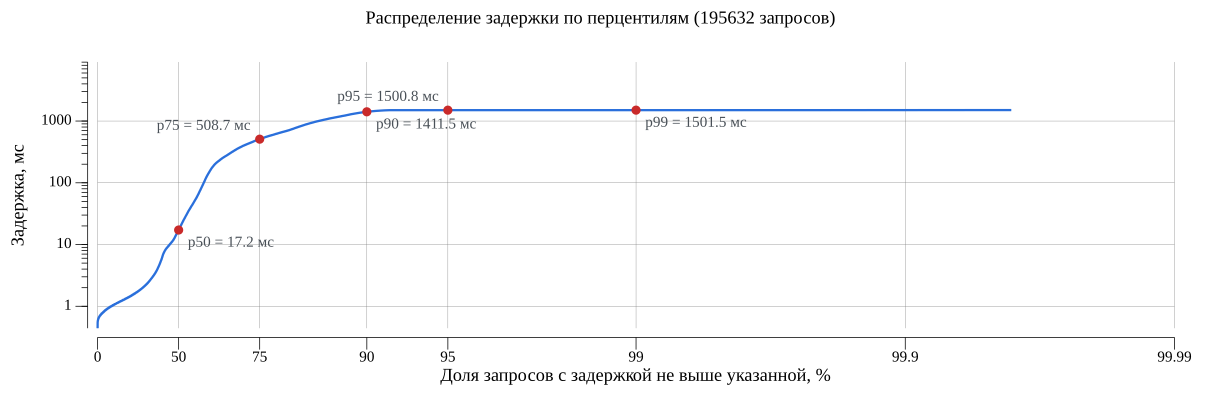 Распределение задержки по перцентилям (195632 запросов)
p95 = 1500.8 мс
p75 = 508.7 мс
p90 = 1411.5 мс
p99 = 1501.5 мс
p50 = 17.2 мс
Задержка, мс
1000
100
10
1
0 50 75 90 95 99 99.9 99.99
Доля запросов с задержкой не выше указанной, %